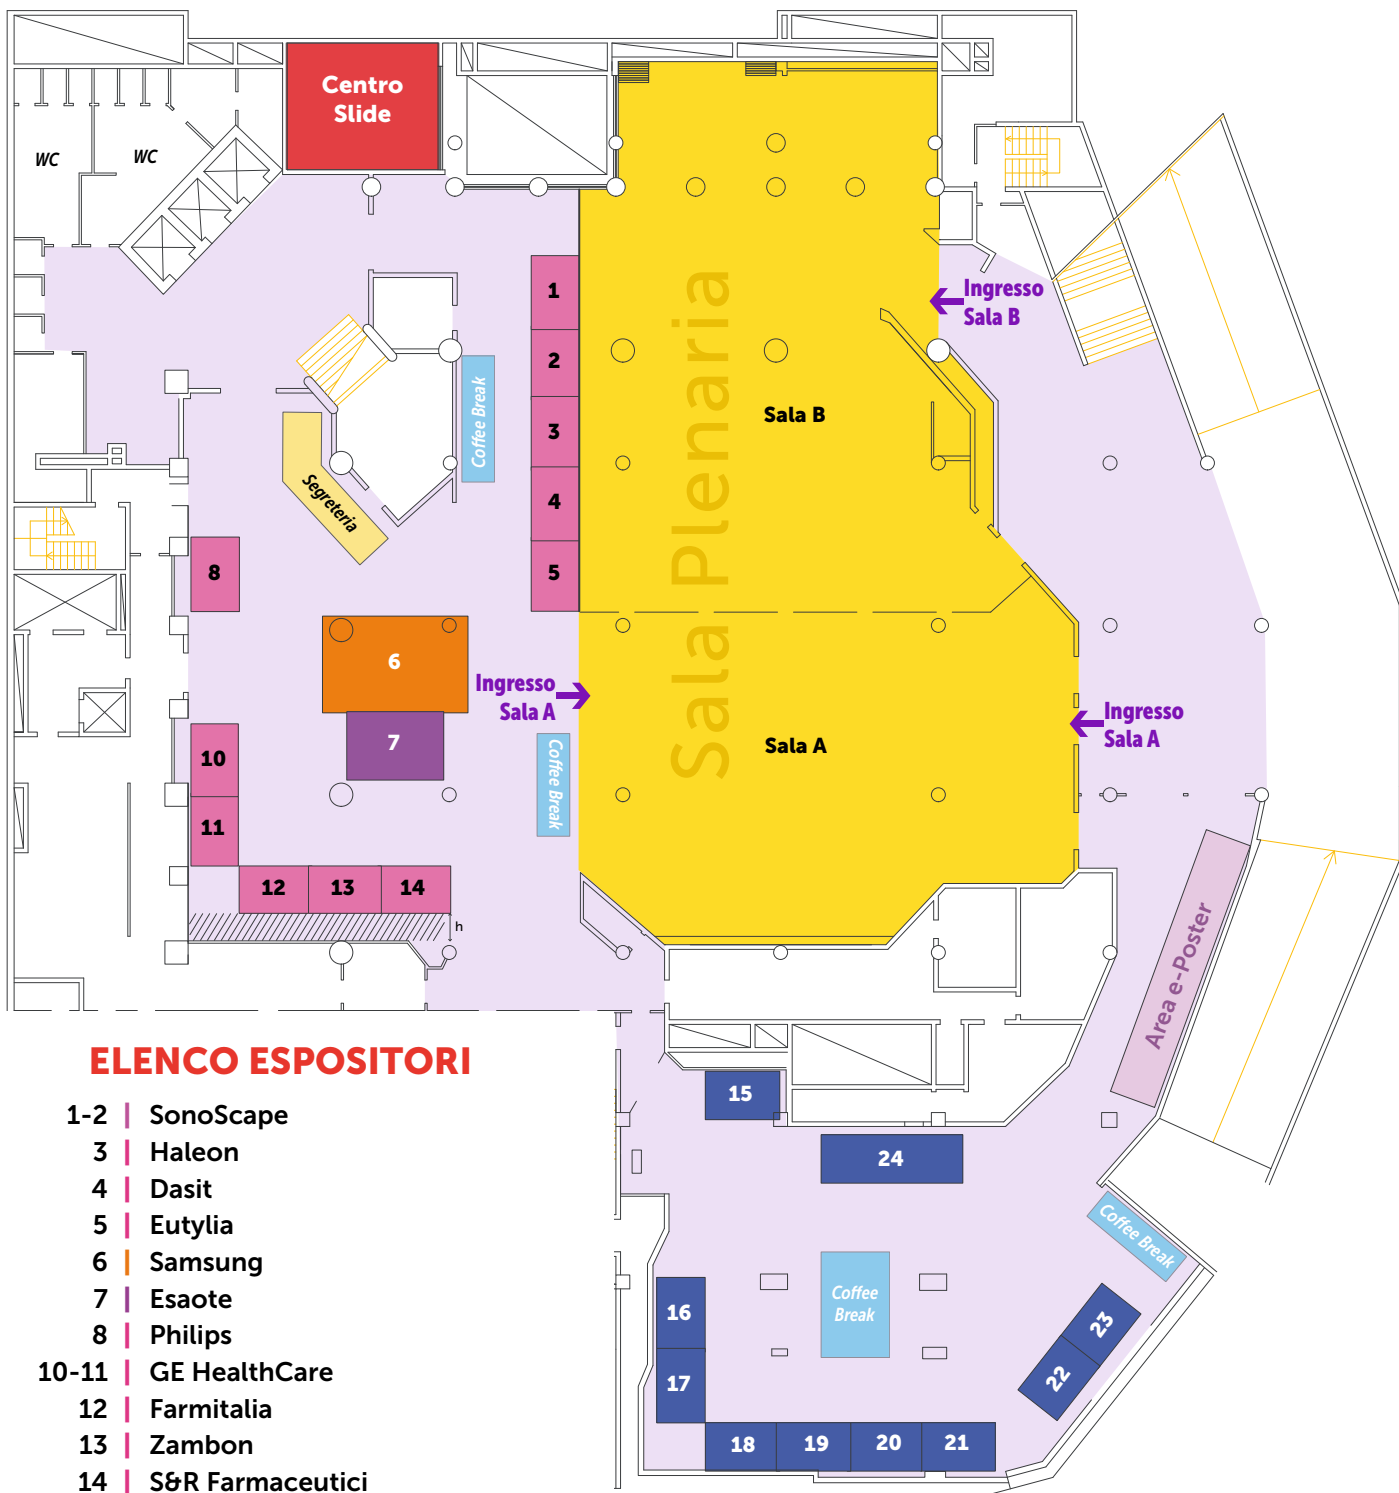 Centro
Slide
WC
WC
1
2
3
4
5
Coffee Break
Segreteria
Sala Plenaria
Sala B
Ingresso
Sala B
8
6
7
Ingresso
Sala A
Coffee Break
Sala A
Ingresso
Sala A
10
11
12
13
14
h
Area e-Poster
15
24
Coffee Break
Coffee
Break
16
17
18
19
20
21
22
23
ELENCO ESPOSITORI
1-2 | SonoScape
3 | Haleon
4 | Dasit
5 | Eutylia
6 | Samsung
7 | Esaote
8 | Philips
10-11 | GE HealthCare
12 | Farmitalia
13 | Zambon
14 | S&R Farmaceutici